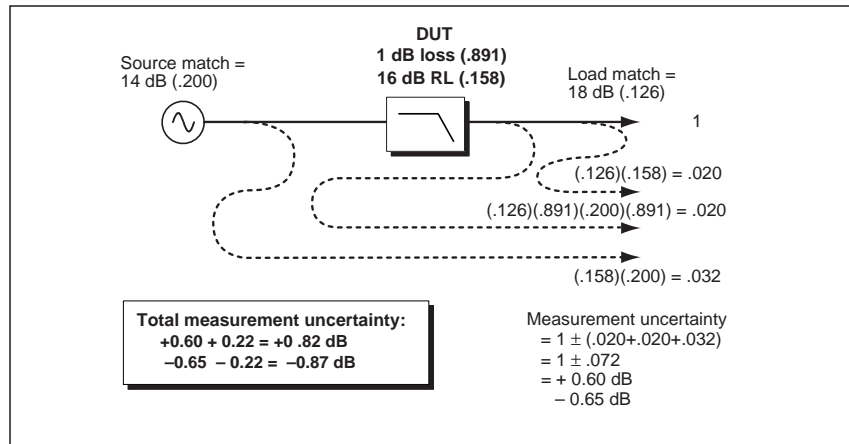 DUT
1 dB loss (.891)
16 dB RL (.158)
Source match =
14 dB (.200)
Load match =
18 dB (.126)
1
(.126)(.158) = .020
(.126)(.891)(.200)(.891) = .020
(.158)(.200) = .032
Total measurement uncertainty:
+0.60 + 0.22 = +0 .82 dB
–0.65 – 0.22 = –0.87 dB
Measurement uncertainty
= 1 ± (.020+.020+.032)
= 1 ± .072
= + 0.60 dB
– 0.65 dB